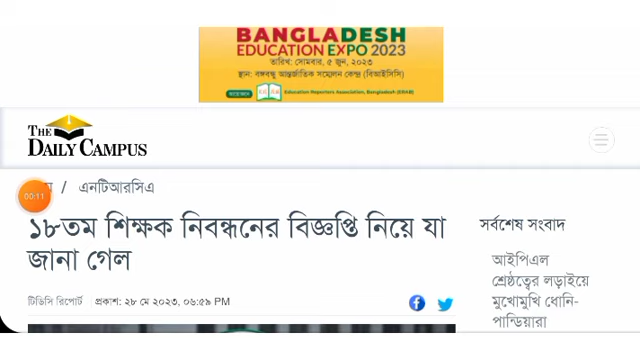 BANGLADESH
EDUCATION EXPO 2023
তারিখ: সোমবার, ৫ জুন, ২০২৩
স্থান: বঙ্গবন্ধু আন্তর্জাতিক সম্মেলন কেন্দ্র (বিআইসিসি)
Education Reporters Association, Bangladesh (ERAB)
THE
DAILY CAMPUS
00:11
/ এনটিআরসিএ
১৮তম শিক্ষক নিবন্ধনের বিজ্ঞপ্তি নিয়ে যা
জানা গেল
টিডিসি রিপোর্ট প্রকাশ: ২৮ মে ২০২৩, ০৬:৫৯ PM
সর্বশেষ সংবাদ
আইপিএল
শ্রেষ্ঠত্বের লড়াইয়ে
মুখোমুখি ধোনি-
পান্ডিয়ারা